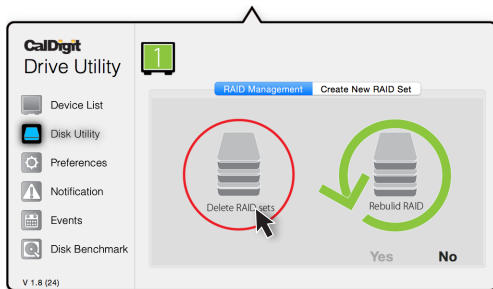 CalDigit
Drive Utility
1
RAID Management
Create New RAID Set
Device List
Disk Utility
Preferences
Notification
Events
Disk Benchmark
Delete RAID sets
Rebulid RAID
Yes
No
V 1.8 (24)